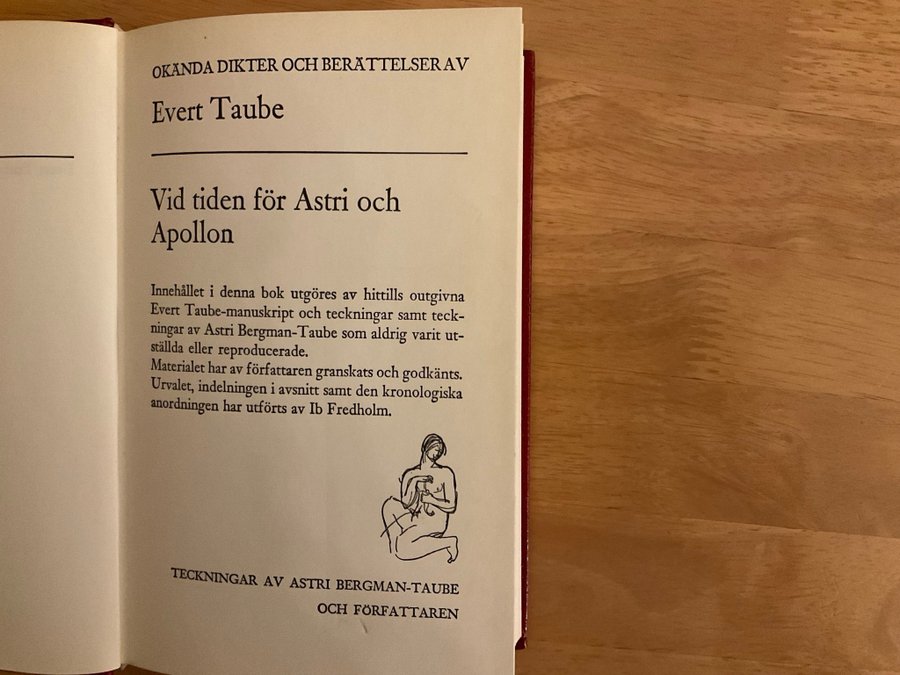 OKÄNDA DIKTER OCH BERÄTTELSER AV
Evert Taube
Vid tiden för Astri och
Apollon
Innehållet i denna bok utgöres av hittills outgivna
Evert Taube-manuskript och teckningar samt teck-
ningar av Astri Bergman-Taube som aldrig varit ut-
ställda eller reproducerade.
Materialet har av författaren granskats och godkänts.
Urvalet, indelningen i avsnitt samt den kronologiska
anordningen har utförts av Ib Fredholm.
TECKNINGAR AV ASTRI BERGMAN-TAUBE
OCH FÖRFATTAREN